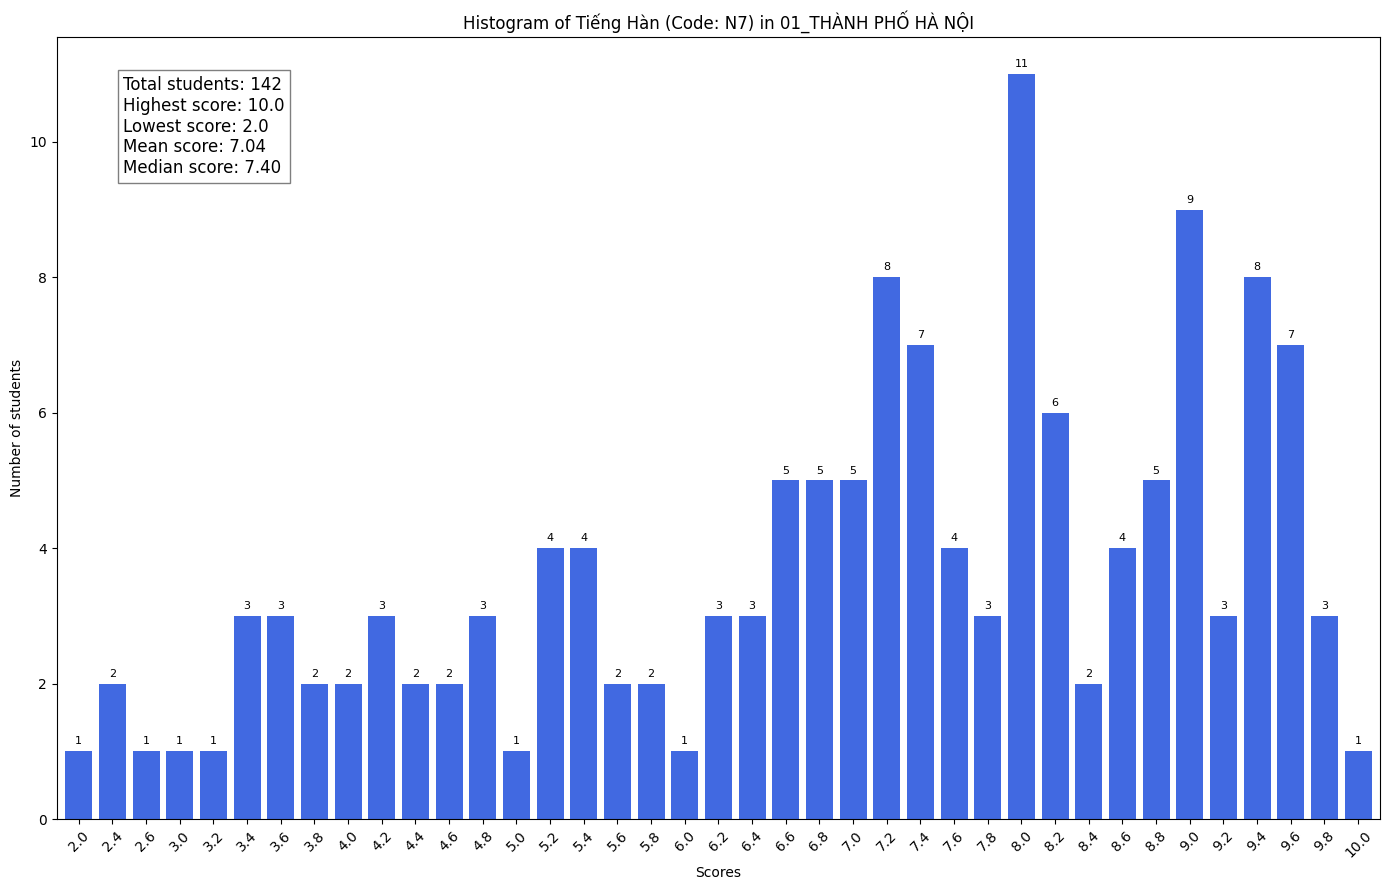 Histogram of Tiếng Hàn (Code: N7) in 01_THÀNH PHỐ HÀ NỘI
Total students: 142
Highest score: 10.0
Lowest score: 2.0
Mean score: 7.04
Median score: 7.40
Number of students
10
8
6
4
2
0
1 2 1 1 1 3 3 2 2 3 2 2 3 1 4 4 2 2 1 3 3 5 5 5 8 7 4 3 11 6 2 4 5 9 3 8 7 3 1
2.0 2.4 2.6 3.0 3.2 3.4 3.6 3.8 4.0 4.2 4.4 4.6 4.8 5.0 5.2 5.4 5.6 5.8 6.0 6.2 6.4 6.6 6.8 7.0 7.2 7.4 7.6 7.8 8.0 8.2 8.4 8.6 8.8 9.0 9.2 9.4 9.6 9.8 10.0
Scores